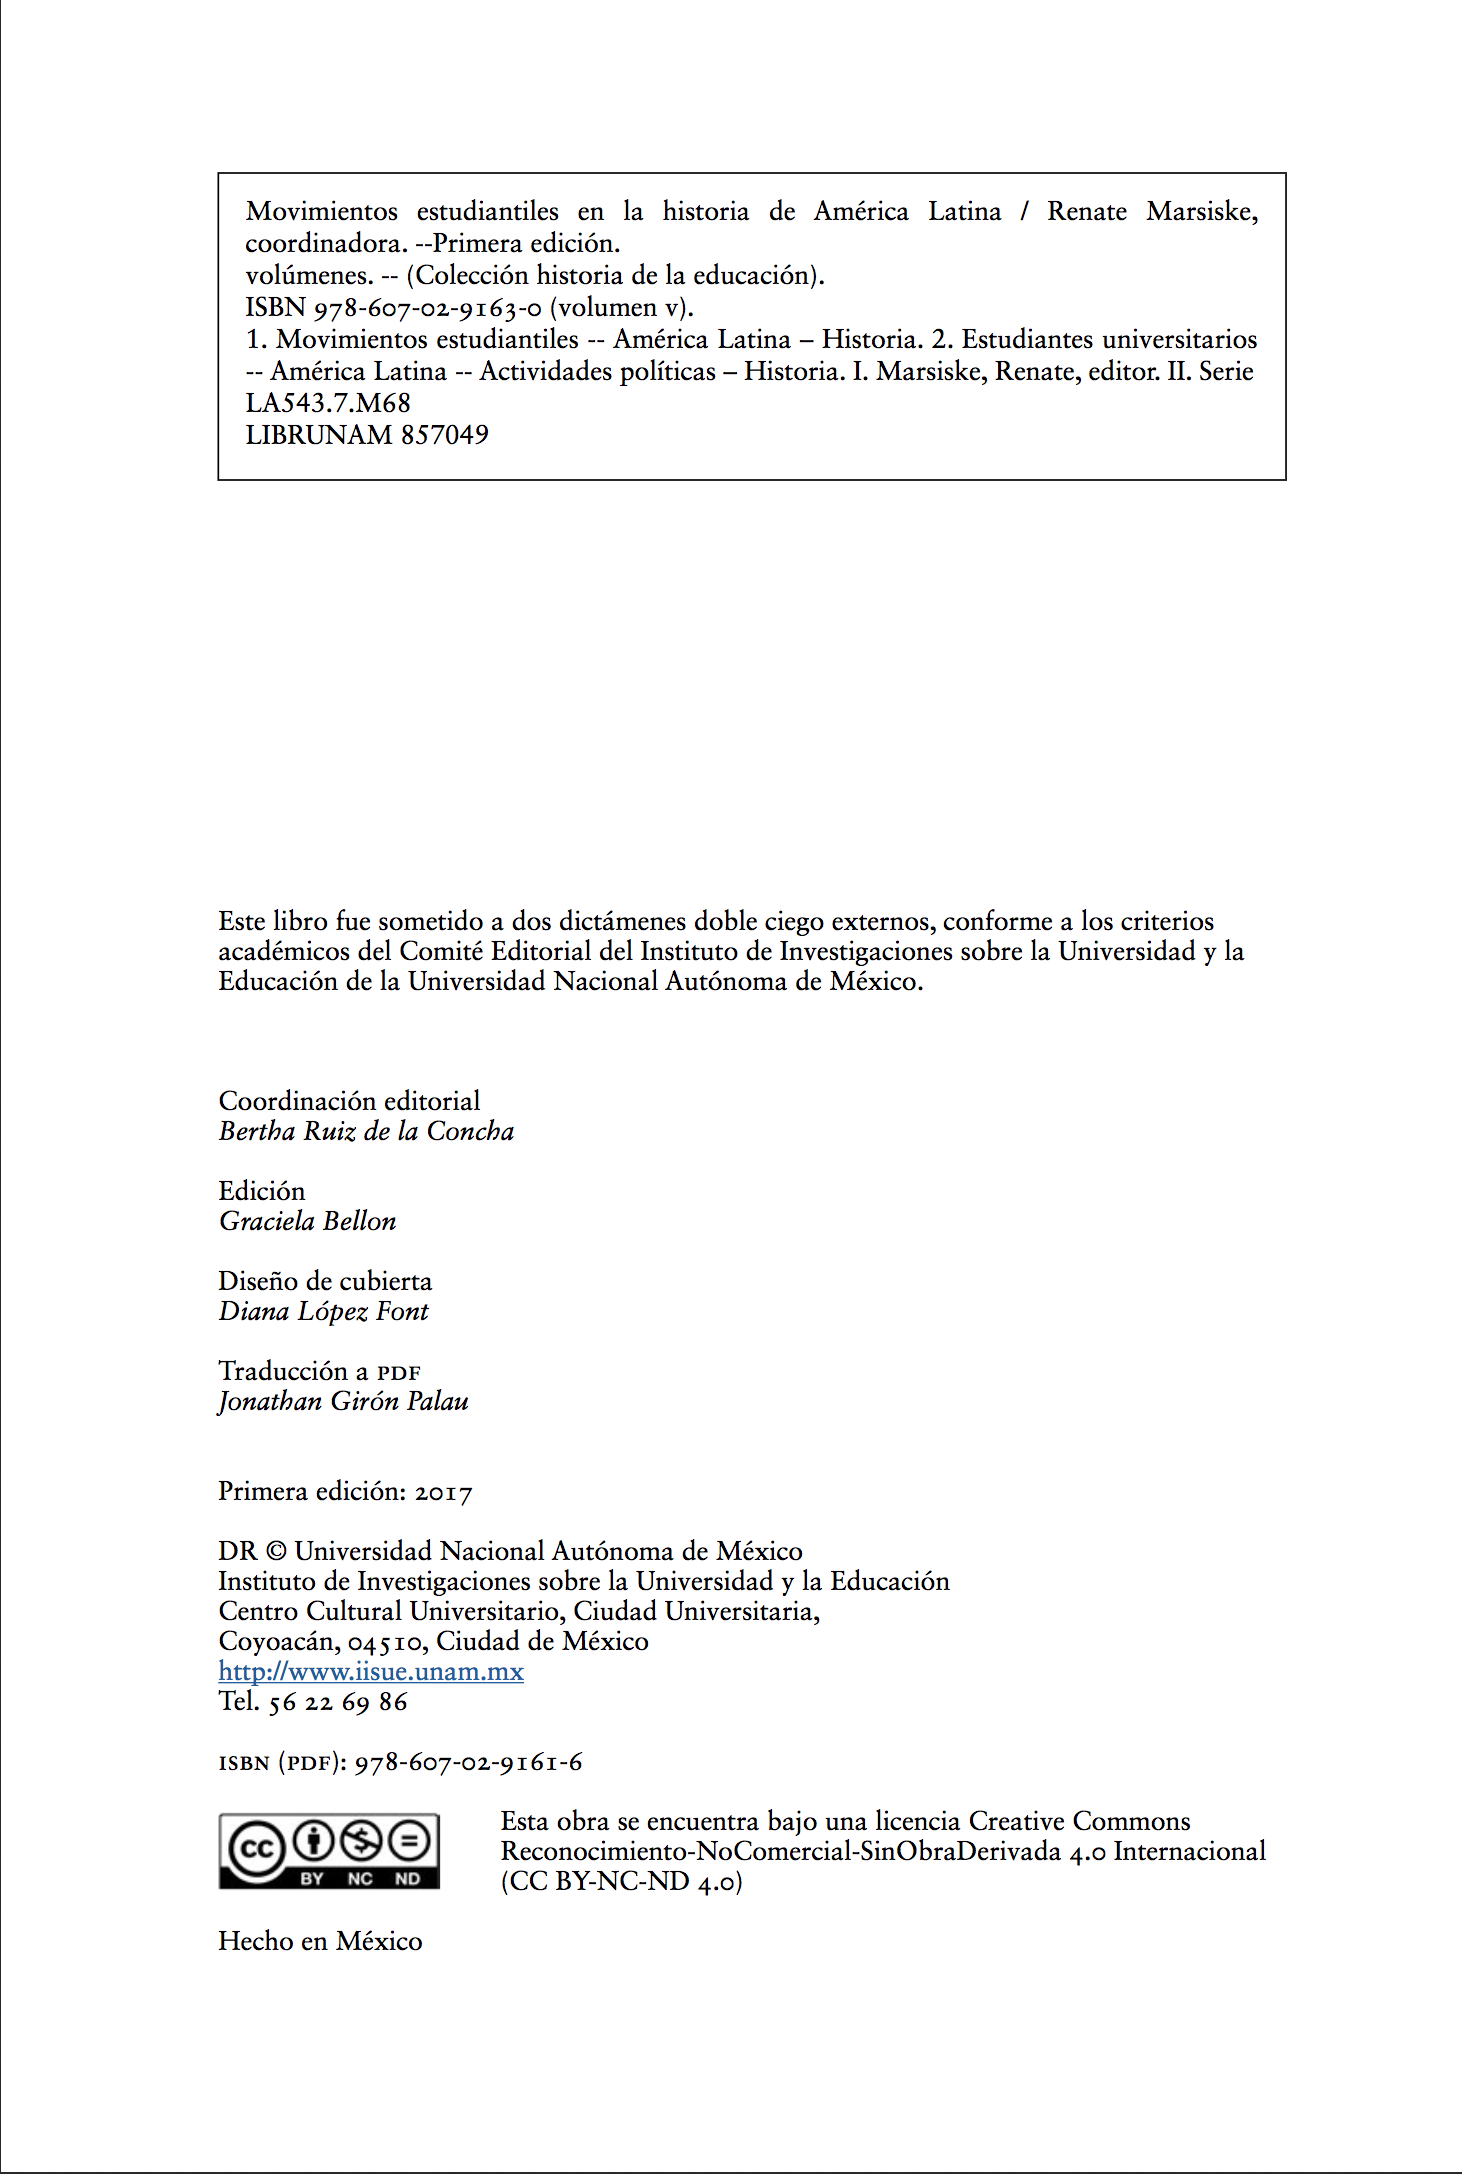 Movimientos estudiantiles en la historia de América Latina / Renate Marsiske,
coordinadora. --Primera edición.
volúmenes. -- (Colección historia de la educación).
ISBN 978-607-02-9163-0 (volumen v).
1. Movimientos estudiantiles -- América Latina – Historia. 2. Estudiantes universitarios
-- América Latina -- Actividades políticas – Historia. I. Marsiske, Renate, editor. II. Serie
LA543.7.M68
LIBRUNAM 857049
Este libro fue sometido a dos dictámenes doble ciego externos, conforme a los criterios
académicos del Comité Editorial del Instituto de Investigaciones sobre la Universidad y la
Educación de la Universidad Nacional Autónoma de México.
Coordinación editorial
Bertha Ruiz de la Concha
Edición
Graciela Bellon
Diseño de cubierta
Diana López Font
Traducción a PDF
Jonathan Girón Palau
Primera edición: 2017
DR © Universidad Nacional Autónoma de México
Instituto de Investigaciones sobre la Universidad y la Educación
Centro Cultural Universitario, Ciudad Universitaria,
Coyoacán, 04510, Ciudad de México
http://www.iisue.unam.mx
Tel. 56 22 69 86
ISBN (PDF): 978-607-02-9161-6
cc BY NC ND
Esta obra se encuentra bajo una licencia Creative Commons
Reconocimiento-NoComercial-SinObraDerivada 4.0 Internacional
(CC BY-NC-ND 4.0)
Hecho en México